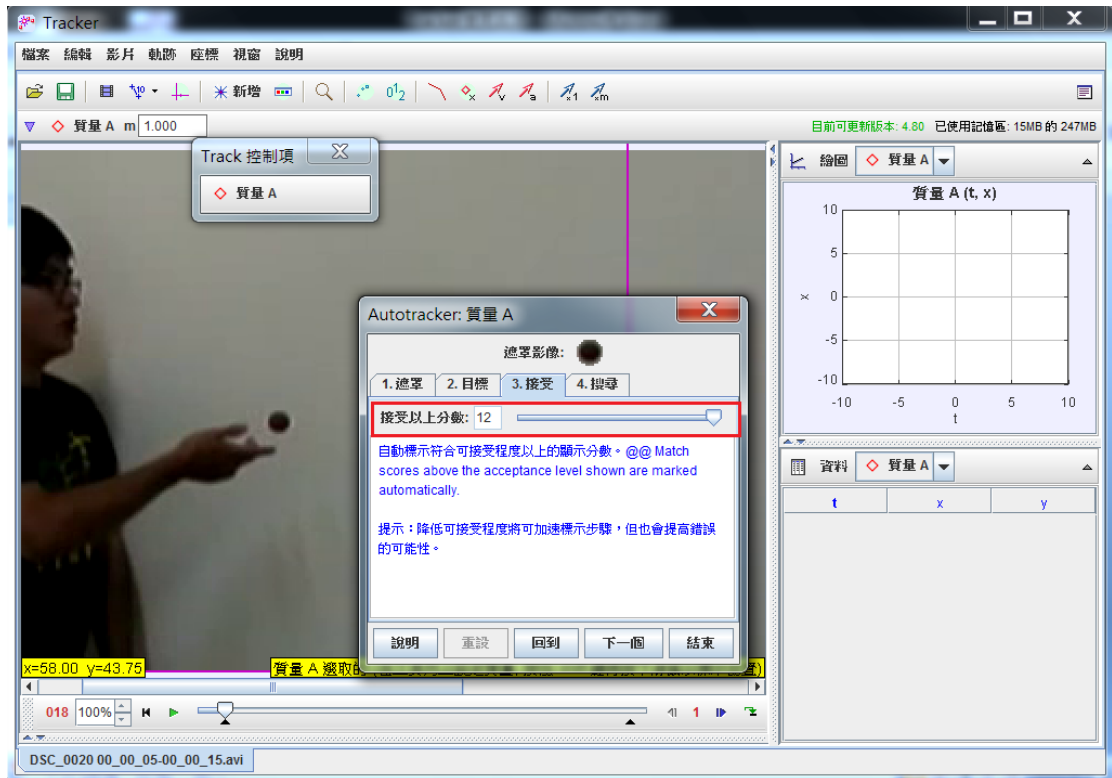 Tracker
檔案 編輯 影片 軌跡 座標 視窗 說明
新增
質量 A m 1.000
目前可更新版本: 4.80 已使用記憶區: 15MB 的 247MB
Track 控制項
質量 A
繪圖 質量 A
質量 A (t, x)
10
5
x 0
-5
-10
-10 -5 0 5 10
t
Autotracker: 質量 A
遮罩影像:
1.遮罩 2.目標 3.接受 4.搜尋
接受以上分數: 12
自動標示符合可接受程度以上的顯示分數。@@ Match
scores above the acceptance level shown are marked
automatically.
提示：降低可接受程度將可加速標示步驟，但也會提高錯誤
的可能性。
說明 重設 回到 下一個 結束
資料 質量 A
t x y
x=58.00 y=43.75
質量 A 選取的
018 100% 1
DSC_0020 00_00_05-00_00_15.avi